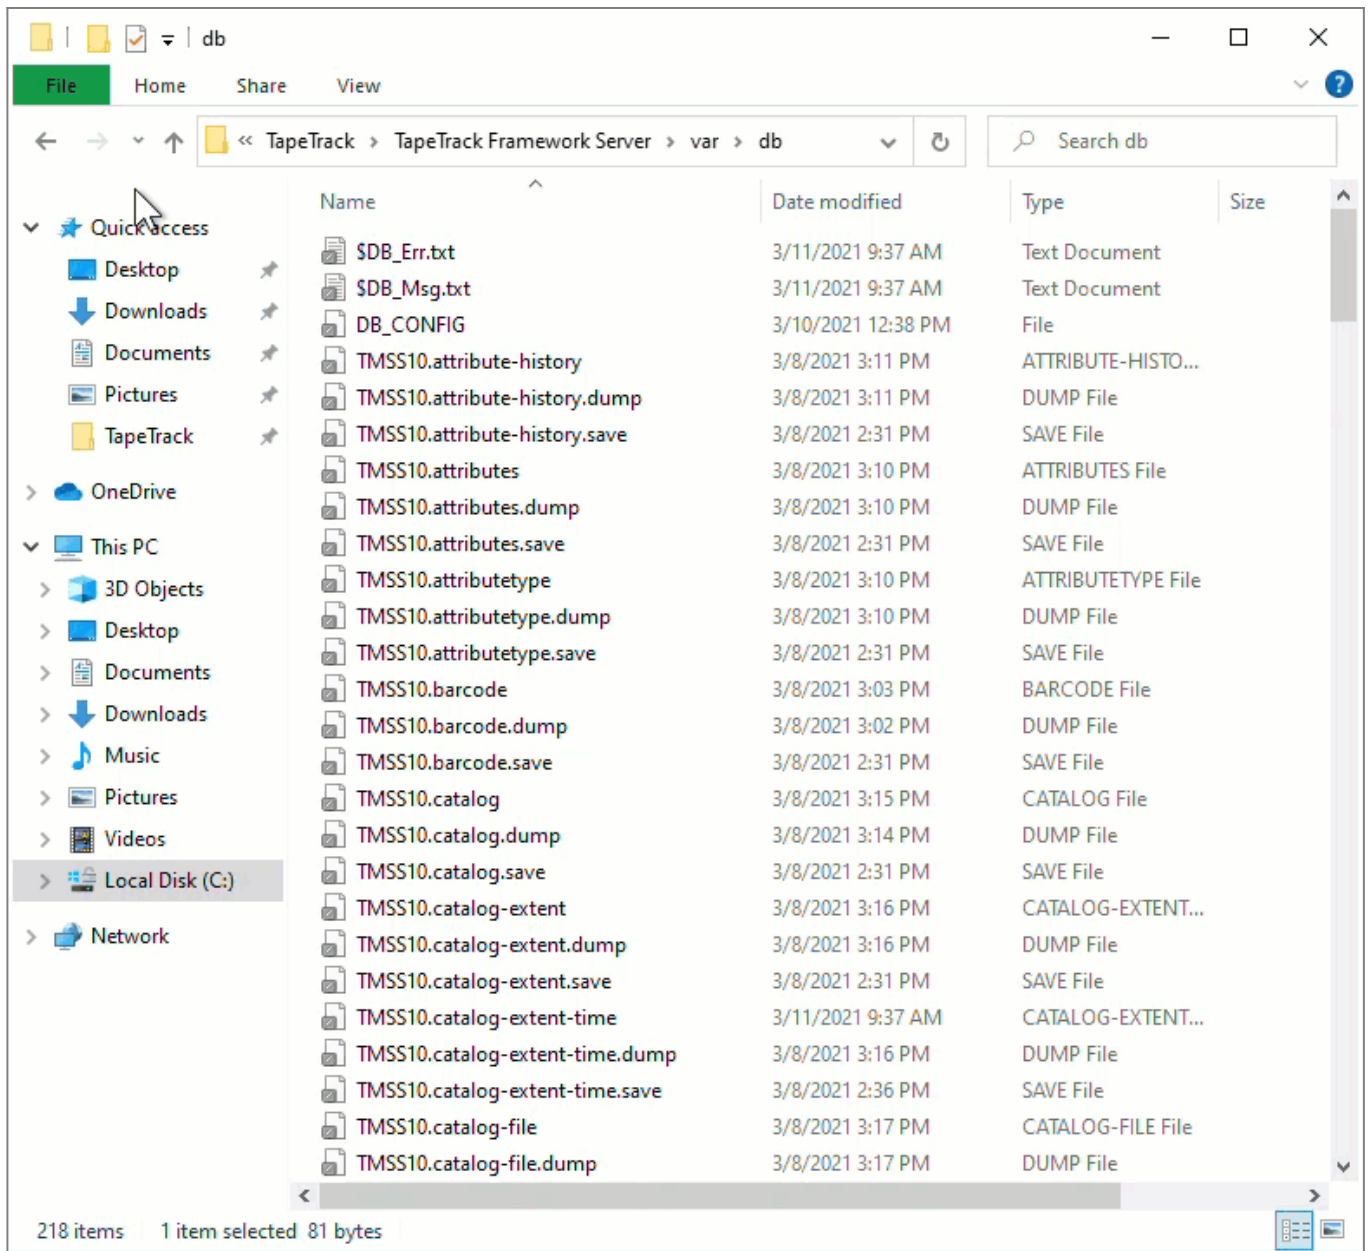 db
File Home Share View
?
« TapeTrack > TapeTrack Framework Server > var > db
Search db
Quick access
Desktop
Downloads
Documents
Pictures
TapeTrack
OneDrive
This PC
3D Objects
Desktop
Documents
Downloads
Music
Pictures
Videos
Local Disk (C:)
Network
Name Date modified Type Size
$DB_Err.txt 3/11/2021 9:37 AM Text Document
$DB_Msg.txt 3/11/2021 9:37 AM Text Document
DB_CONFIG 3/10/2021 12:38 PM File
TMSS10.attribute-history 3/8/2021 3:11 PM ATTRIBUTE-HISTO...
TMSS10.attribute-history.dump 3/8/2021 3:11 PM DUMP File
TMSS10.attribute-history.save 3/8/2021 2:31 PM SAVE File
TMSS10.attributes 3/8/2021 3:10 PM ATTRIBUTES File
TMSS10.attributes.dump 3/8/2021 3:10 PM DUMP File
TMSS10.attributes.save 3/8/2021 2:31 PM SAVE File
TMSS10.attributetype 3/8/2021 3:10 PM ATTRIBUTETYPE File
TMSS10.attributetype.dump 3/8/2021 3:10 PM DUMP File
TMSS10.attributetype.save 3/8/2021 2:31 PM SAVE File
TMSS10.barcode 3/8/2021 3:03 PM BARCODE File
TMSS10.barcode.dump 3/8/2021 3:02 PM DUMP File
TMSS10.barcode.save 3/8/2021 2:31 PM SAVE File
TMSS10.catalog 3/8/2021 3:15 PM CATALOG File
TMSS10.catalog.dump 3/8/2021 3:14 PM DUMP File
TMSS10.catalog.save 3/8/2021 2:31 PM SAVE File
TMSS10.catalog-extent 3/8/2021 3:16 PM CATALOG-EXTENT...
TMSS10.catalog-extent.dump 3/8/2021 3:16 PM DUMP File
TMSS10.catalog-extent.save 3/8/2021 2:31 PM SAVE File
TMSS10.catalog-extent-time 3/11/2021 9:37 AM CATALOG-EXTENT...
TMSS10.catalog-extent-time.dump 3/8/2021 3:16 PM DUMP File
TMSS10.catalog-extent-time.save 3/8/2021 2:36 PM SAVE File
TMSS10.catalog-file 3/8/2021 3:17 PM CATALOG-FILE File
TMSS10.catalog-file.dump 3/8/2021 3:17 PM DUMP File
218 items 1 item selected 81 bytes